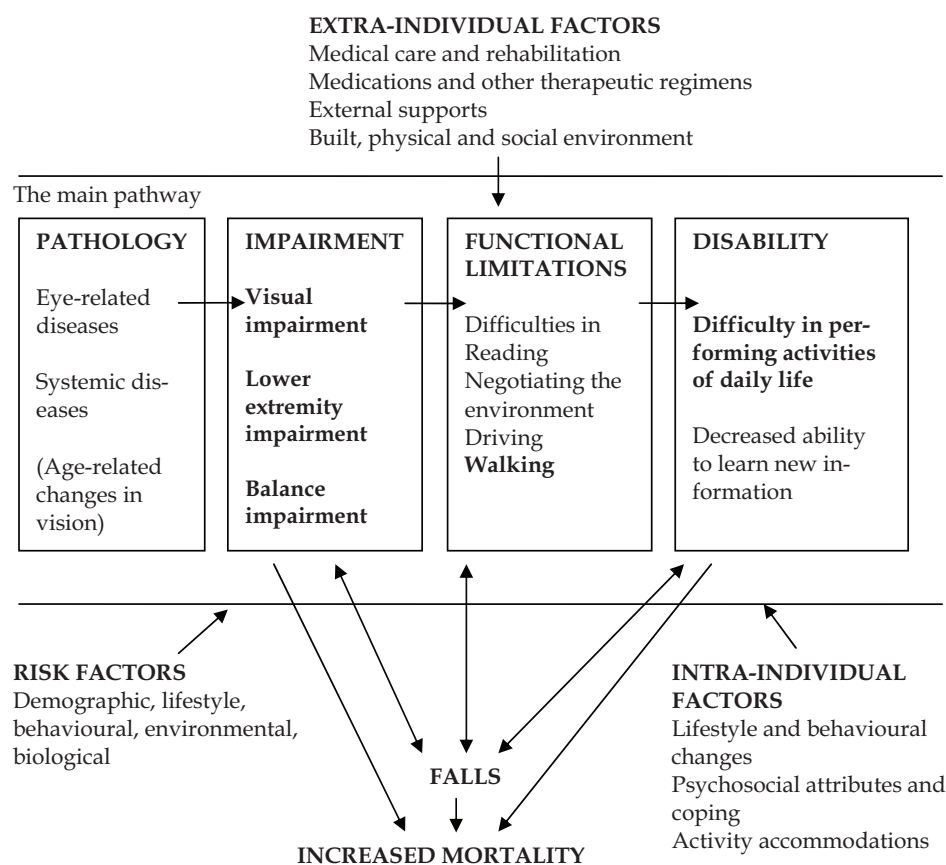 EXTRA-INDIVIDUAL FACTORS
Medical care and rehabilitation
Medications and other therapeutic regimens
External supports
Built, physical and social environment
The main pathway
PATHOLOGY
Eye-related
diseases
Systemic dis-
eases
(Age-related
changes in
vision)
IMPAIRMENT
Visual
impairment
Lower
extremity
impairment
Balance
impairment
FUNCTIONAL
LIMITATIONS
Difficulties in
Reading
Negotiating the
environment
Driving
Walking
DISABILITY
Difficulty in per-
forming activities
of daily life
Decreased ability
to learn new in-
formation
RISK FACTORS
Demographic, lifestyle,
behavioural, environmental,
biological
INTRA-INDIVIDUAL
FACTORS
Lifestyle and behavioural
changes
Psychosocial attributes and
coping
Activity accommodations
FALLS
INCREASED MORTALITY